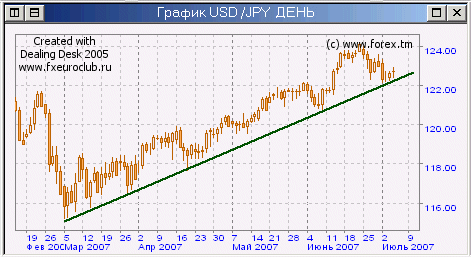 График USD /JPY ДЕНЬ
Created with
Dealing Desk 2005
www.fxeuroclub.ru
(c) www.forex.tm
124.00
122.00
120.00
118.00
116.00
19 26 5 12 19 26 2 9 16 23 30 7 14 21 28 4 11 18 25 2 9
Фев 200 Мар 2007 Апр 2007 Май 2007 Июнь 2007 Июль 2007